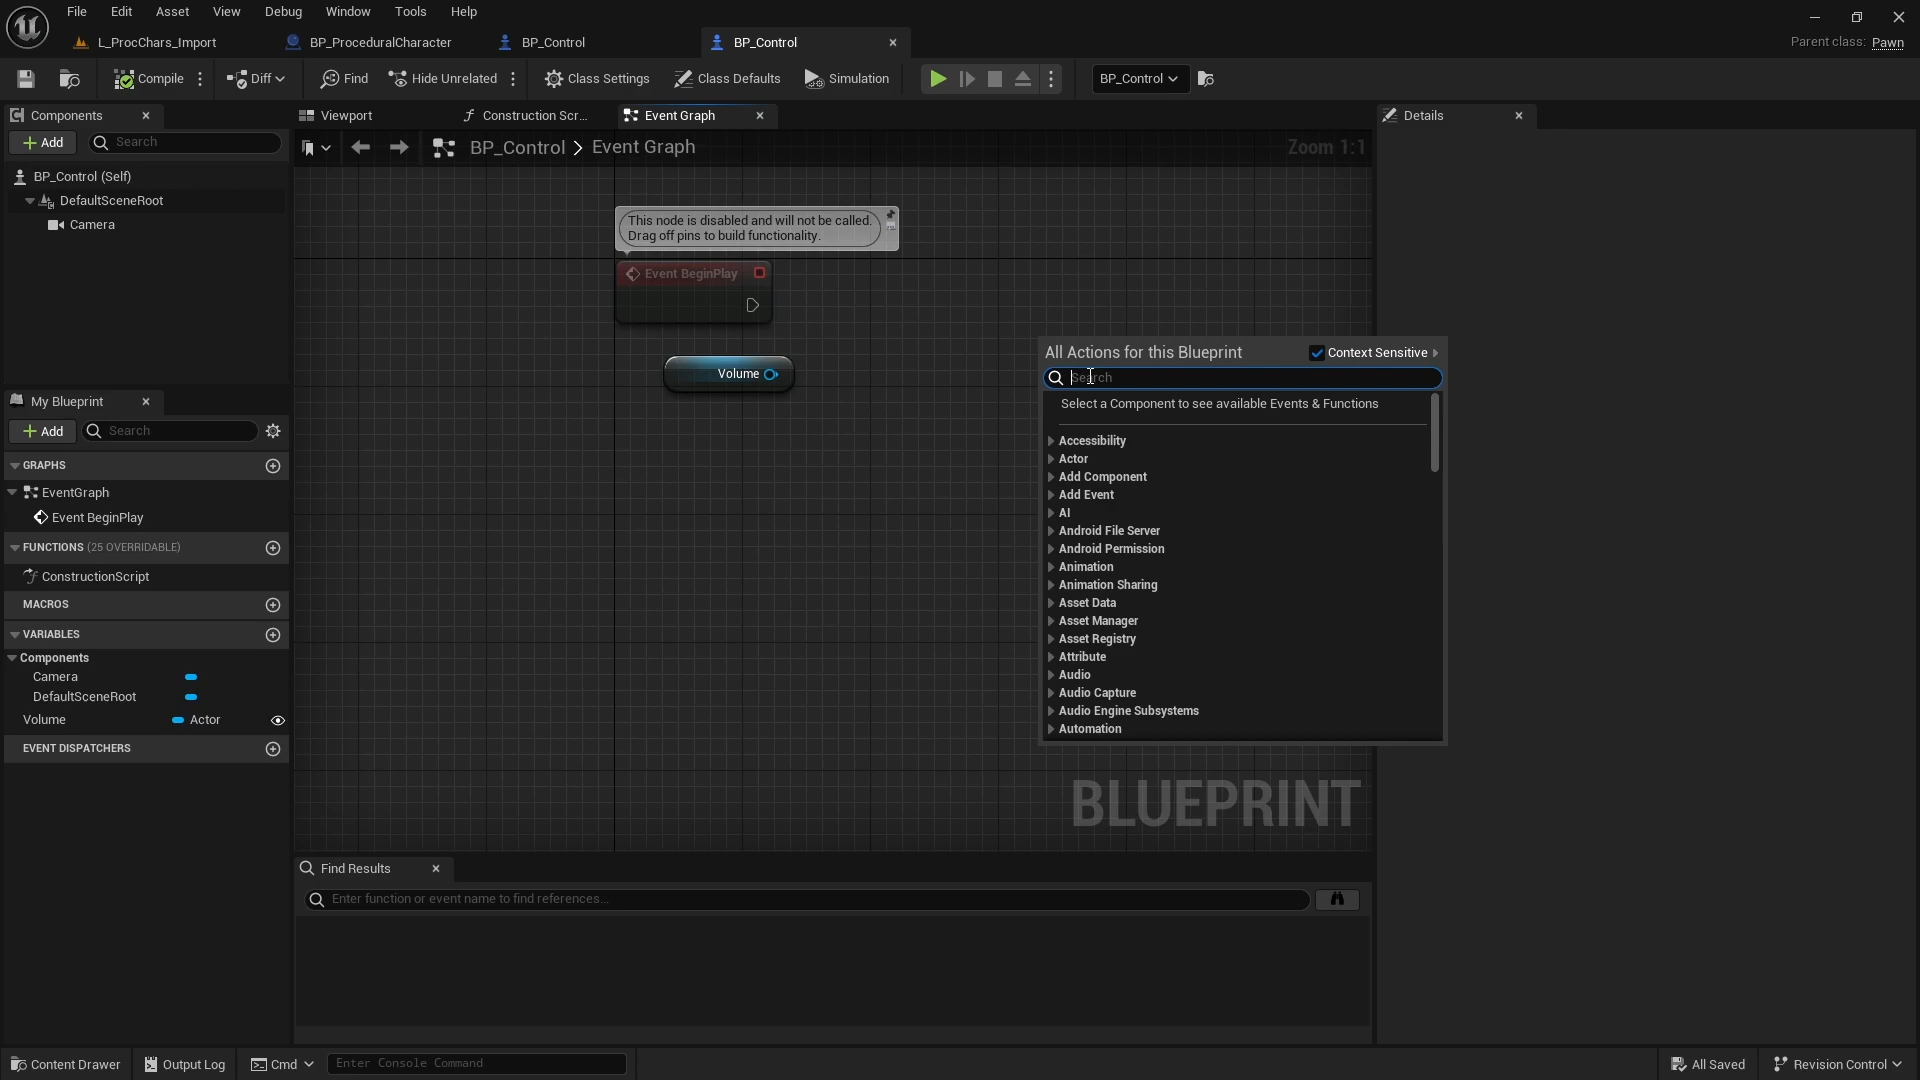 File Edit Asset View Debug Window Tools Help
L_ProcChars_Import BP_ProceduralCharacter BP_Control BP_Control
Parent class: Pawn
Compile Diff Find Hide Unrelated Class Settings Class Defaults Simulation BP_Control
Components
Add Search
BP_Control (Self)
DefaultSceneRoot
Camera
My Blueprint
Add Search
GRAPHS
EventGraph
Event BeginPlay
FUNCTIONS (25 OVERRIDABLE)
ConstructionScript
MACROS
VARIABLES
Components
Camera
DefaultSceneRoot
Volume Actor
EVENT DISPATCHERS
Viewport Construction Scr... Event Graph
BP_Control > Event Graph
Zoom 1:1
This node is disabled and will not be called.
Drag off pins to build functionality.
Event BeginPlay
Volume
All Actions for this Blueprint Context Sensitive
Search
Select a Component to see available Events & Functions
Accessibility
Actor
Add Component
Add Event
AI
Android File Server
Android Permission
Animation
Animation Sharing
Asset Data
Asset Manager
Asset Registry
Attribute
Audio
Audio Capture
Audio Engine Subsystems
Automation
BLUEPRINT
Find Results
Enter function or event name to find references...
Details
Content Drawer Output Log Cmd Enter Console Command All Saved Revision Control